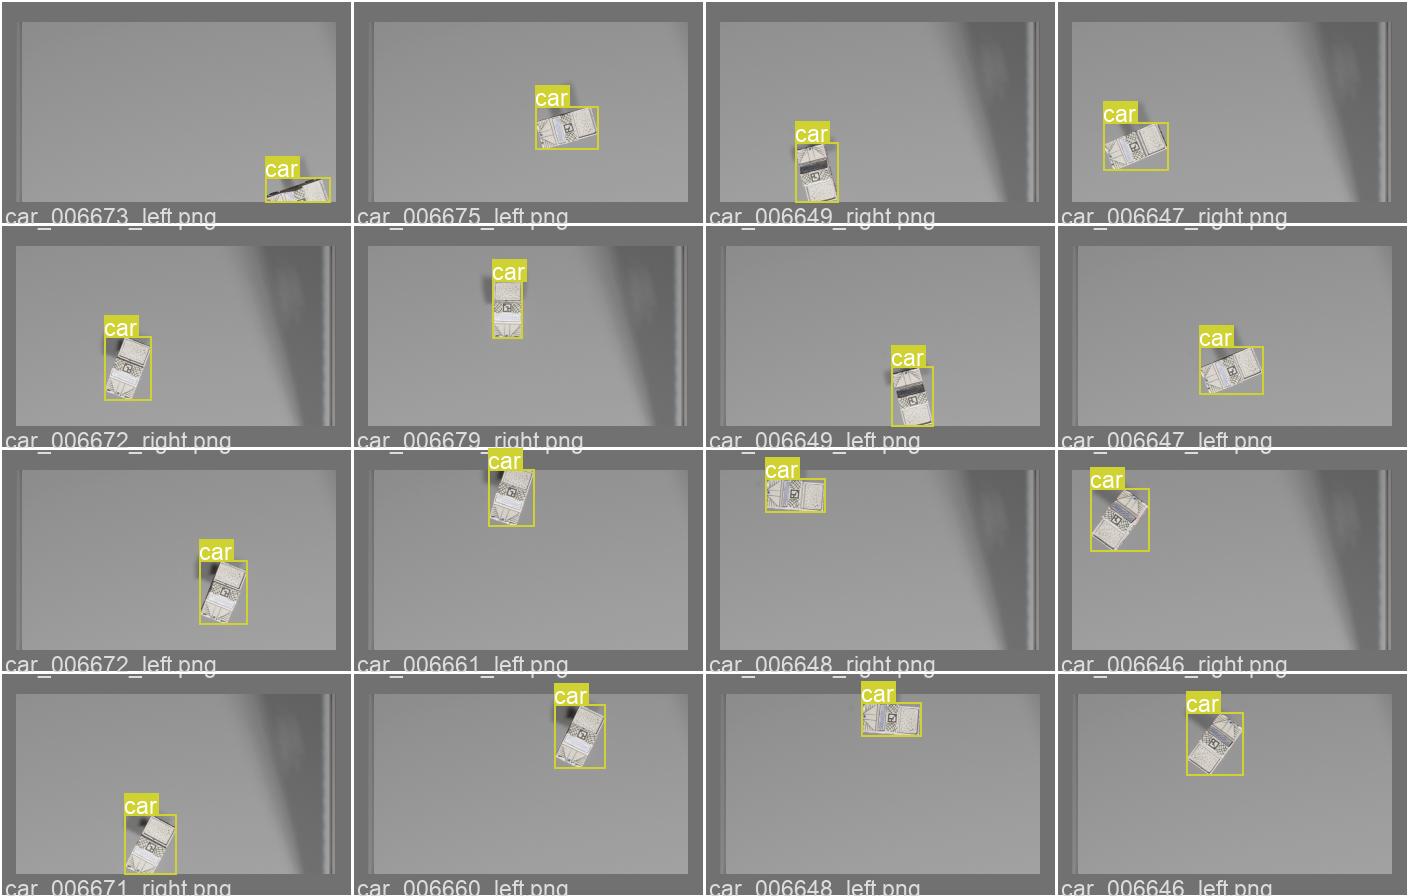 car
car_006673_left.png
car
car_006675_left.png
car
car_006649_right.png
car
car_006647_right.png
car
car_006672_right.png
car
car_006679_right.png
car
car_006649_left.png
car
car_006647_left.png
car
car_006672_left.png
car
car_006661_left.png
car
car_006648_right.png
car
car_006646_right.png
car
car_006671_right.png
car
car_006660_left.png
car
car_006648_left.png
car
car_006646_left.png